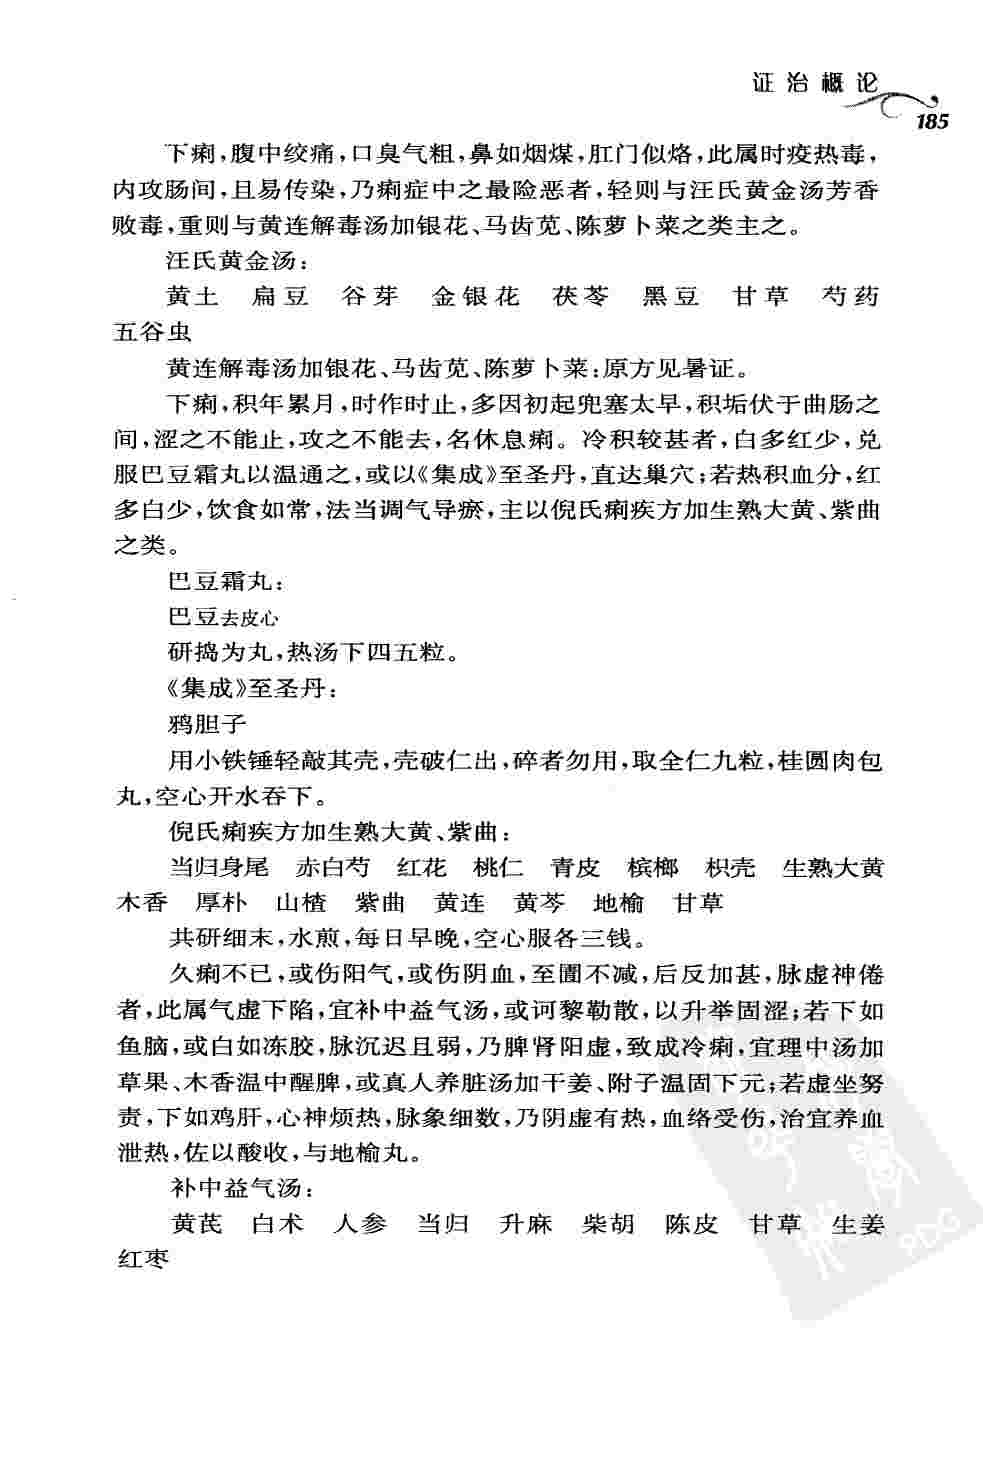 证治概论
185
下痢,腹中绞痛,口臭气粗,鼻如烟煤,肛门似烙,此属时疫热毒,
内攻肠间,且易传染,乃痢症中之最险恶者,轻则与汪氏黄金汤芳香
败毒,重则与黄连解毒汤加银花、马齿苋、陈萝卜菜之类主之。
汪氏黄金汤:
黄土 扁豆 谷芽 金银花 茯苓 黑豆 甘草 芍药
五谷虫
黄连解毒汤加银花、马齿苋、陈萝卜菜:原方见暑证。
下痢,积年累月,时作时止,多因初起兜塞太早,积垢伏于曲肠之
间,涩之不能止,攻之不能去,名休息痢。冷积较甚者,白多红少,兑
服巴豆霜丸以温通之,或以《集成》至圣丹,直达巢穴;若热积血分,红
多白少,饮食如常,法当调气导瘀,主以倪氏痢疾方加生熟大黄、紫曲
之类。
巴豆霜丸:
巴豆去皮心
研捣为丸,热汤下四五粒。
《集成》至圣丹:
鸦胆子
用小铁锤轻敲其壳,壳破仁出,碎者勿用,取全仁九粒,桂圆肉包
丸,空心开水吞下。
倪氏痢疾方加生熟大黄、紫曲:
当归身尾 赤白芍 红花 桃仁 青皮 槟榔 枳壳 生熟大黄
木香 厚朴 山楂 紫曲 黄连 黄芩 地榆 甘草
共研细末,水煎,每日早晚,空心服各三钱。
久痢不已,或伤阳气,或伤阴血,至圊不减,后反加甚,脉虚神倦
者,此属气虚下陷,宜补中益气汤,或诃黎勒散,以升举固涩;若下如
鱼脑,或白如冻胶,脉沉迟且弱,乃脾肾阳虚,致成冷痢,宜理中汤加
草果、木香温中醒脾,或真人养脏汤加干姜、附子温固下元;若虚坐努
责,下如鸡肝,心神烦热,脉象细数,乃阴虚有热,血络受伤,治宜养血
泄热,佐以酸收,与地榆丸。
补中益气汤:
黄芪 白术 人参 当归 升麻 柴胡 陈皮 甘草 生姜
红枣
PDG